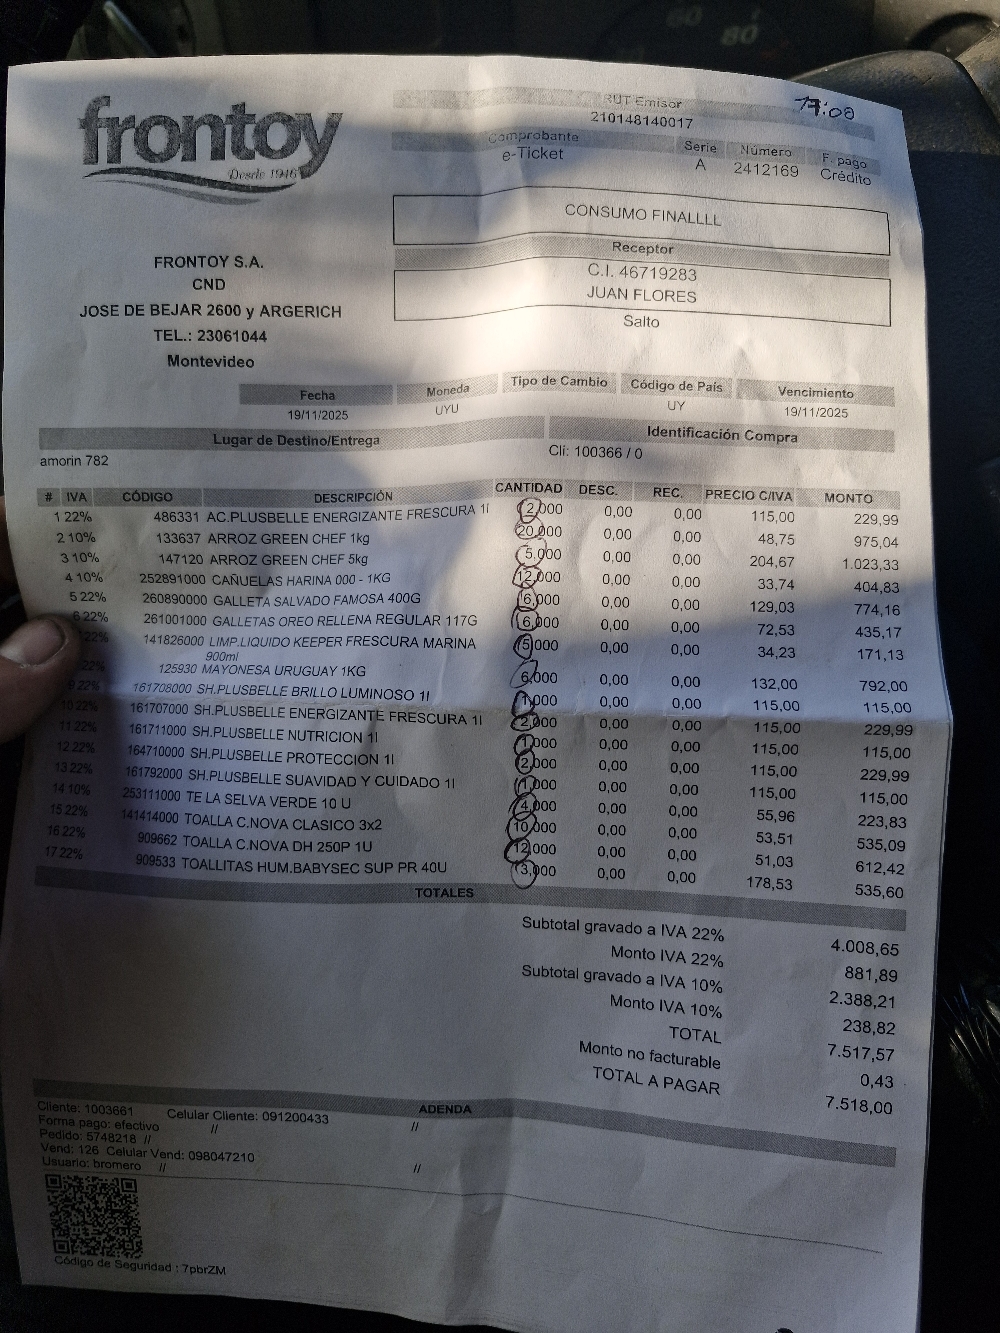 80
frontoy
Desde 1946
RUT Emisor
210148140017
17:00
Comprobante Serie Número F. pago
e-Ticket A 2412169 Crédito
CONSUMO FINALLLL
Receptor
C.I. 46719283
JUAN FLORES
Salto
FRONTOY S.A.
CND
JOSE DE BEJAR 2600 y ARGERICH
TEL.: 23061044
Montevideo
Fecha Moneda Tipo de Cambio Código de País Vencimiento
19/11/2025 UYU UY 19/11/2025
Lugar de Destino/Entrega Identificación Compra
amorin 782 Cli: 100366 / 0
# IVA CÓDIGO DESCRIPCIÓN CANTIDAD DESC. REC. PRECIO C/IVA MONTO
1 22% 486331 AC.PLUSBELLE ENERGIZANTE FRESCURA 1l 2,000 0,00 0,00 115,00 229,99
2 10% 133637 ARROZ GREEN CHEF 1kg 20,000 0,00 0,00 48,75 975,04
3 10% 147120 ARROZ GREEN CHEF 5kg 5,000 0,00 0,00 204,67 1.023,33
4 10% 252891000 CAÑUELAS HARINA 000 - 1KG 12,000 0,00 0,00 33,74 404,83
5 22% 260890000 GALLETA SALVADO FAMOSA 400G 6,000 0,00 0,00 129,03 774,16
6 22% 261001000 GALLETAS OREO RELLENA REGULAR 117G 6,000 0,00 0,00 72,53 435,17
22% 141826000 LIMP.LIQUIDO KEEPER FRESCURA MARINA 5,000 0,00 0,00 34,23 171,13
900ml
22% 125930 MAYONESA URUGUAY 1KG 6,000 0,00 0,00 132,00 792,00
9 22% 161708000 SH.PLUSBELLE BRILLO LUMINOSO 1l 1,000 0,00 0,00 115,00 115,00
10 22% 161707000 SH.PLUSBELLE ENERGIZANTE FRESCURA 1l 2,000 0,00 0,00 115,00 229,99
11 22% 161711000 SH.PLUSBELLE NUTRICION 1l 1,000 0,00 0,00 115,00 115,00
12 22% 164710000 SH.PLUSBELLE PROTECCION 1l 2,000 0,00 0,00 115,00 229,99
13 22% 161792000 SH.PLUSBELLE SUAVIDAD Y CUIDADO 1l 1,000 0,00 0,00 115,00 115,00
14 10% 253111000 TE LA SELVA VERDE 10 U 4,000 0,00 0,00 55,96 223,83
15 22% 141414000 TOALLA C.NOVA CLASICO 3x2 10,000 0,00 0,00 53,51 535,09
16 22% 909662 TOALLA C.NOVA DH 250P 1U 12,000 0,00 0,00 51,03 612,42
17 22% 909533 TOALLITAS HUM.BABYSEC SUP PR 40U 3,000 0,00 0,00 178,53 535,60
TOTALES
Subtotal gravado a IVA 22% 4.008,65
Monto IVA 22% 881,89
Subtotal gravado a IVA 10% 2.388,21
Monto IVA 10% 238,82
TOTAL 7.517,57
Monto no facturable 0,43
TOTAL A PAGAR 7.518,00
ADENDA
Cliente: 1003661 Celular Cliente: 091200433 //
Forma pago: efectivo //
Pedido: 5748218 //
Vend: 126 Celular Vend: 098047210
Usuario: bromero // //
Código de Seguridad : 7pbrZM